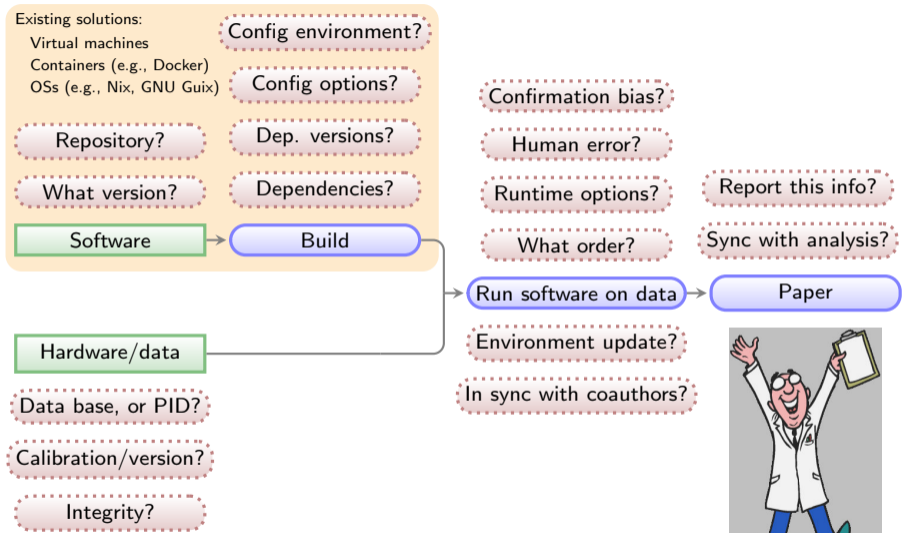 Existing solutions:
Virtual machines
Containers (e.g., Docker)
OSs (e.g., Nix, GNU Guix)
Config environment?
Config options?
Repository?
Dep. versions?
What version?
Dependencies?
Software
Build
Confirmation bias?
Human error?
Runtime options?
What order?
Run software on data
Environment update?
In sync with coauthors?
Report this info?
Sync with analysis?
Paper
Hardware/data
Data base, or PID?
Calibration/version?
Integrity?